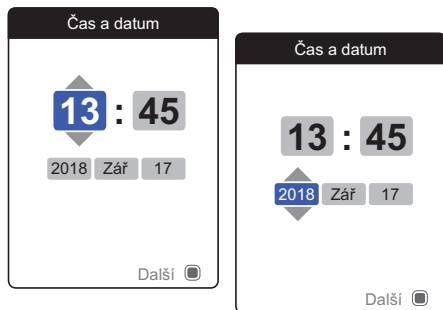 Čas a datum
13 : 45
2018 Zář 17
Další
Čas a datum
13 : 45
2018 Zář 17
Další